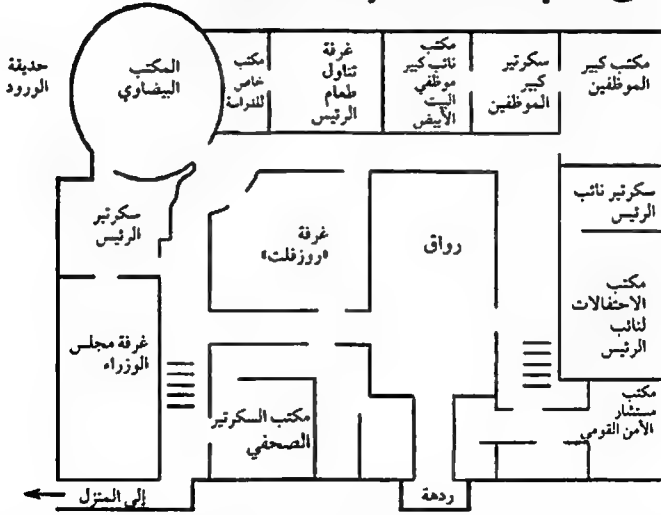 مكتب كبير
الموظفين
سكرتير
كبير
الموظفين
مكتب
نائب كبير
موظفي
البيت
الأبيض
غرفة
تناول
طعام
الرئيس
مكتب
خاص
للدراسة
المكتب
البيضاوي
حديقة
الورود
سكرتير نائب
الرئيس
رواق
غرفة
«روزفلت»
سكرتير
الرئيس
مكتب
الاحتفالات
لنائب
الرئيس
غرفة مجلس
الوزراء
مكتب
مستشار
الأمن القومي
مكتب السكرتير
الصحفي
ردهة
إلى المنزل